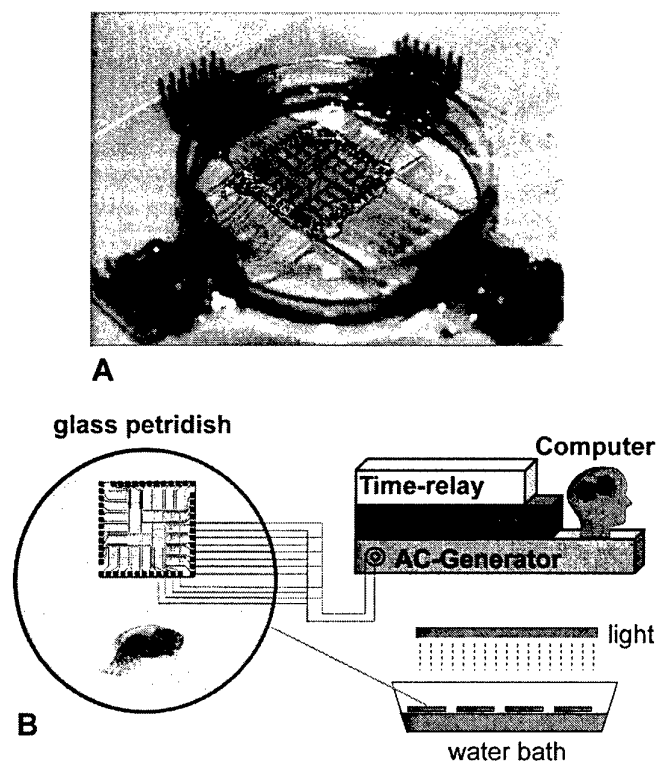 A
glass petridish
Computer
Time-relay
AC-Generator
light
B
water bath